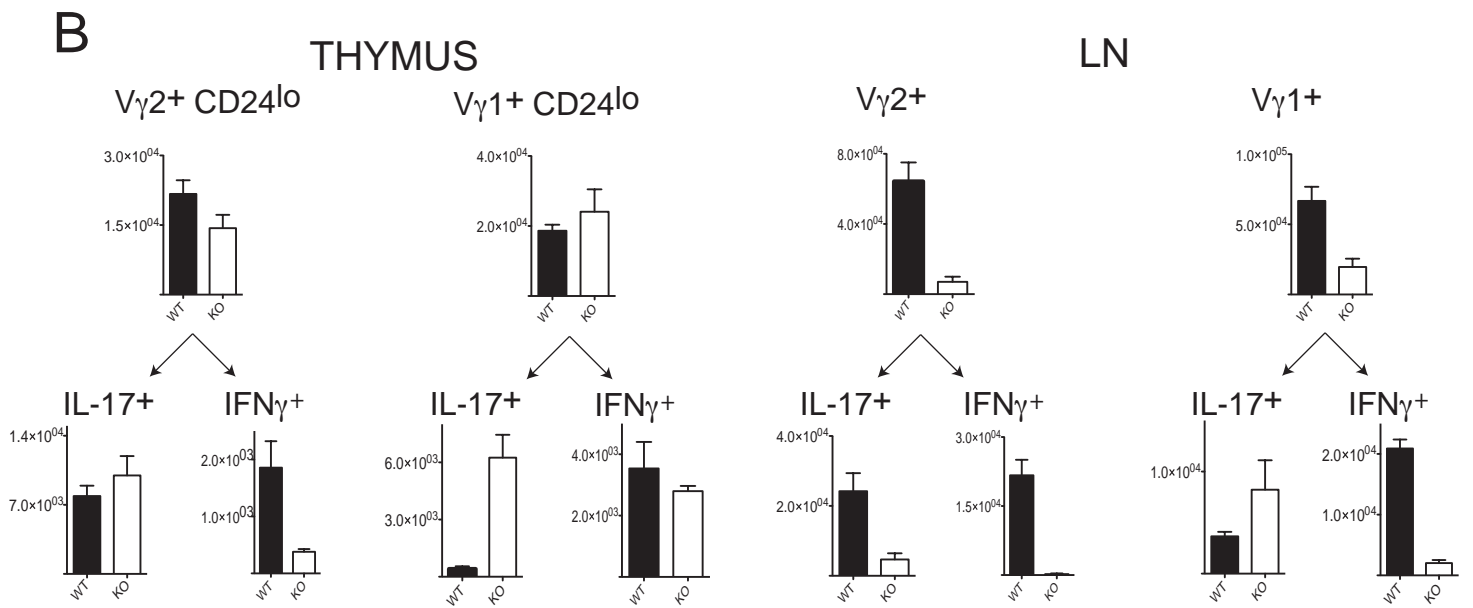 B
THYMUS
LN
Vγ2+ CD24lo
Vγ1+ CD24lo
Vγ2+
Vγ1+
3.0×10^04
1.5×10^04
WT KO
4.0×10^04
2.0×10^04
WT KO
8.0×10^04
4.0×10^04
WT KO
1.0×10^05
5.0×10^04
WT KO
IL-17+
1.4×10^04
7.0×10^03
WT KO
IFNγ+
2.0×10^03
1.0×10^03
WT KO
IL-17+
6.0×10^03
3.0×10^03
WT KO
IFNγ+
4.0×10^03
2.0×10^03
WT KO
IL-17+
4.0×10^04
2.0×10^04
WT KO
IFNγ+
3.0×10^04
1.5×10^04
WT KO
IL-17+
1.0×10^04
WT KO
IFNγ+
2.0×10^04
1.0×10^04
WT KO